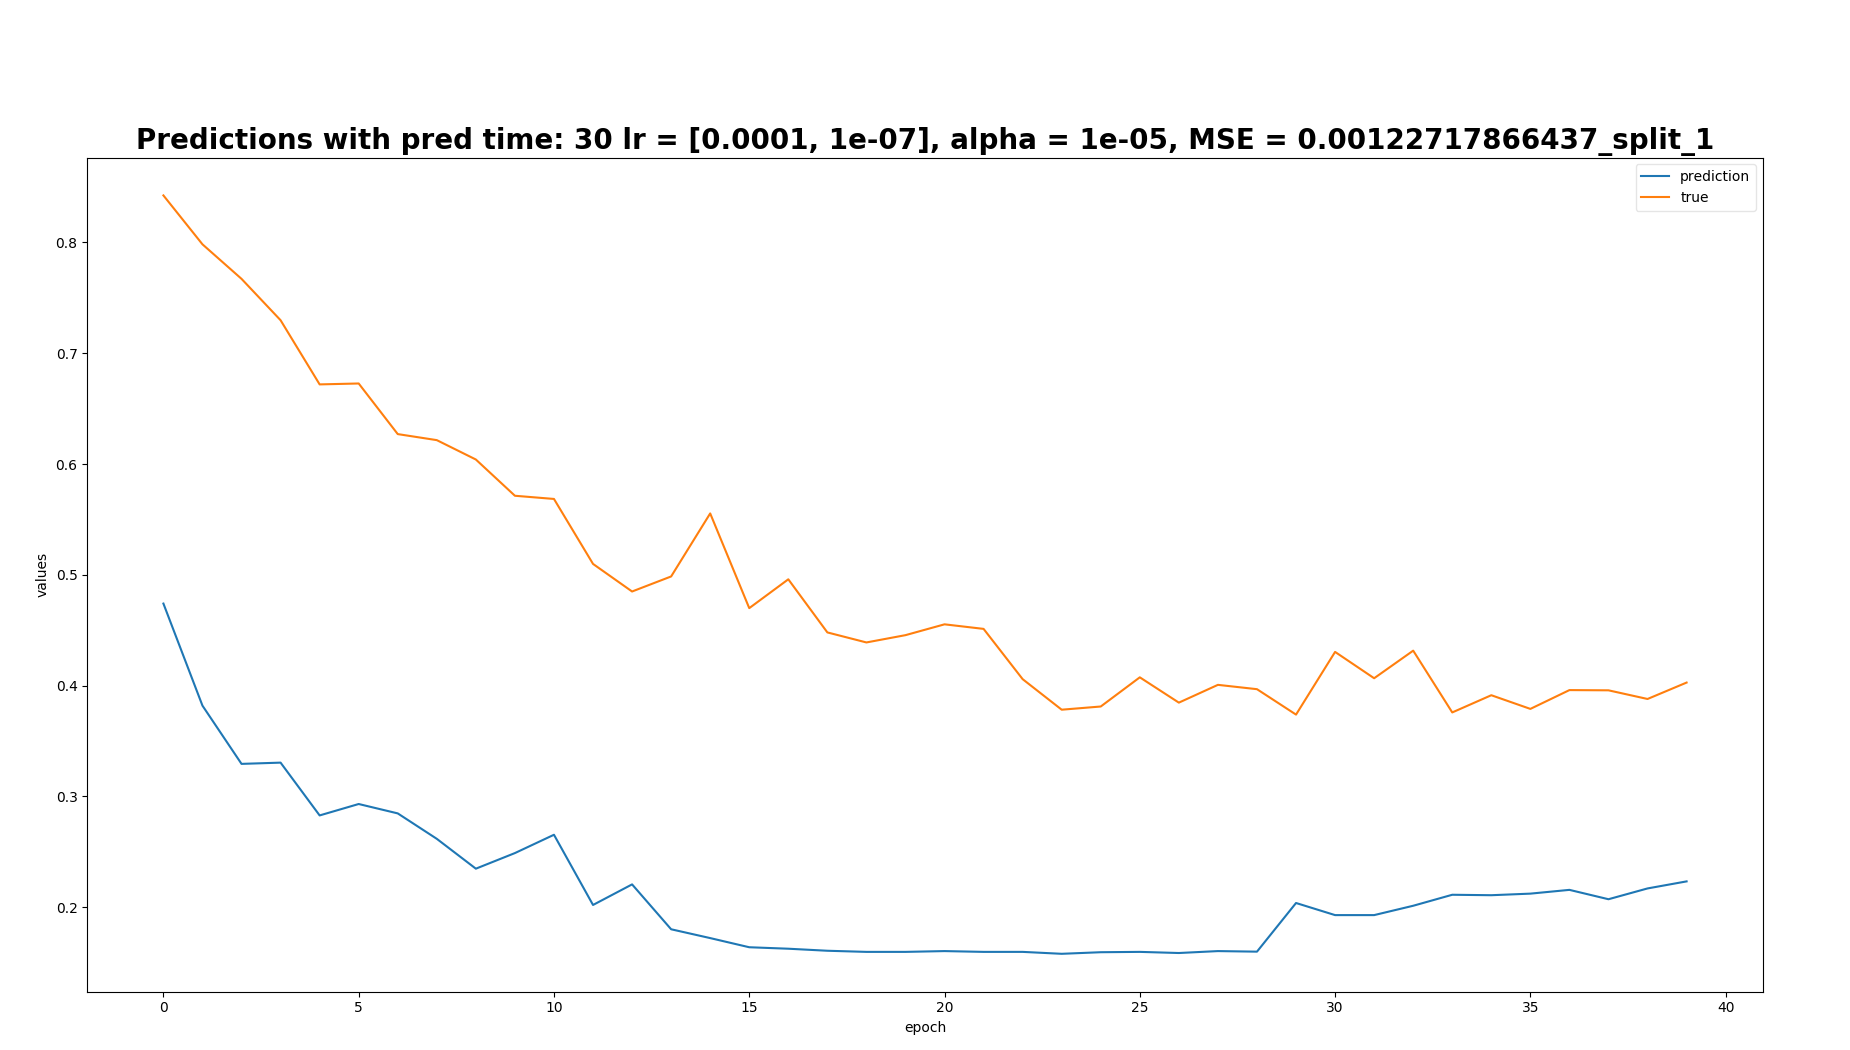 Predictions with pred time: 30 lr = [0.0001, 1e-07], alpha = 1e-05, MSE = 0.00122717866437_split_1
prediction
true
0.8
0.7
0.6
0.5
0.4
0.3
0.2
values
0 5 10 15 20 25 30 35 40
epoch